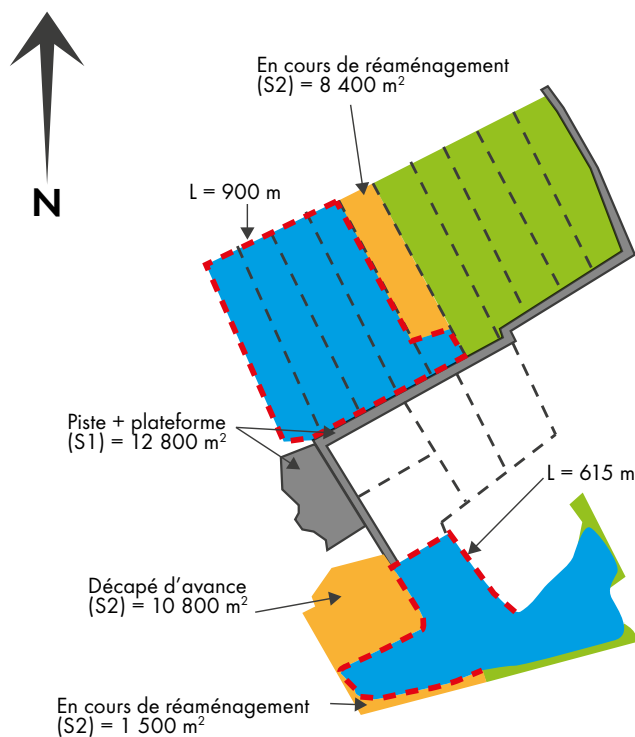 En cours de réaménagement
(S2) = 8 400 m²
L = 900 m
N
Piste + plateforme
(S1) = 12 800 m²
L = 615 m
Décapé d’avance
(S2) = 10 800 m²
En cours de réaménagement
(S2) = 1 500 m²